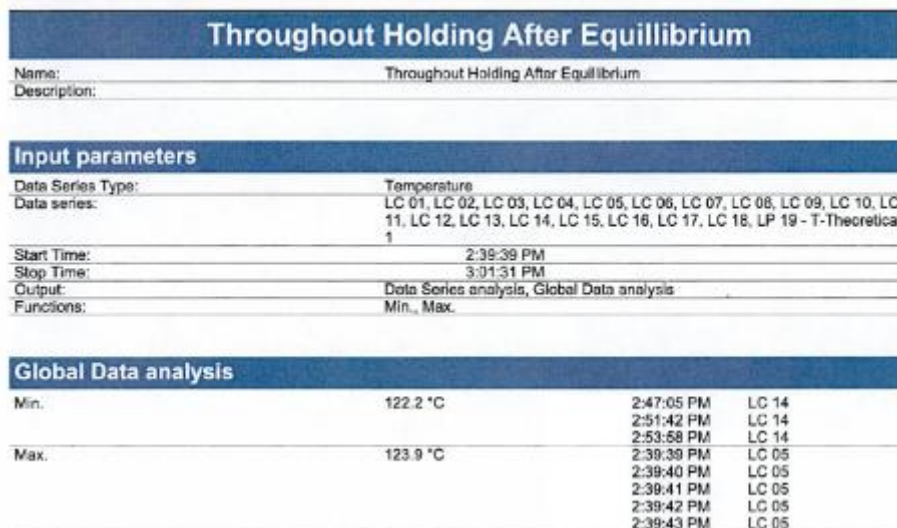 Throughout Holding After Equillibrium
Name: Throughout Holding After Equillibrium
Description:
Input parameters
Data Series Type: Temperature
Data series: LC 01, LC 02, LC 03, LC 04, LC 05, LC 06, LC 07, LC 08, LC 09, LC 10, LC
11, LC 12, LC 13, LC 14, LC 15, LC 16, LC 17, LC 18, LP 19 - T-Theoretica
1
Start Time: 2:39:39 PM
Stop Time: 3:01:31 PM
Output: Data Series analysis, Global Data analysis
Functions: Min., Max.
Global Data analysis
Min. 122.2 °C 2:47:05 PM LC 14
2:51:42 PM LC 14
2:53:58 PM LC 14
Max. 123.9 °C 2:39:39 PM LC 05
2:39:40 PM LC 05
2:39:41 PM LC 05
2:39:42 PM LC 05
2:39:43 PM LC 05